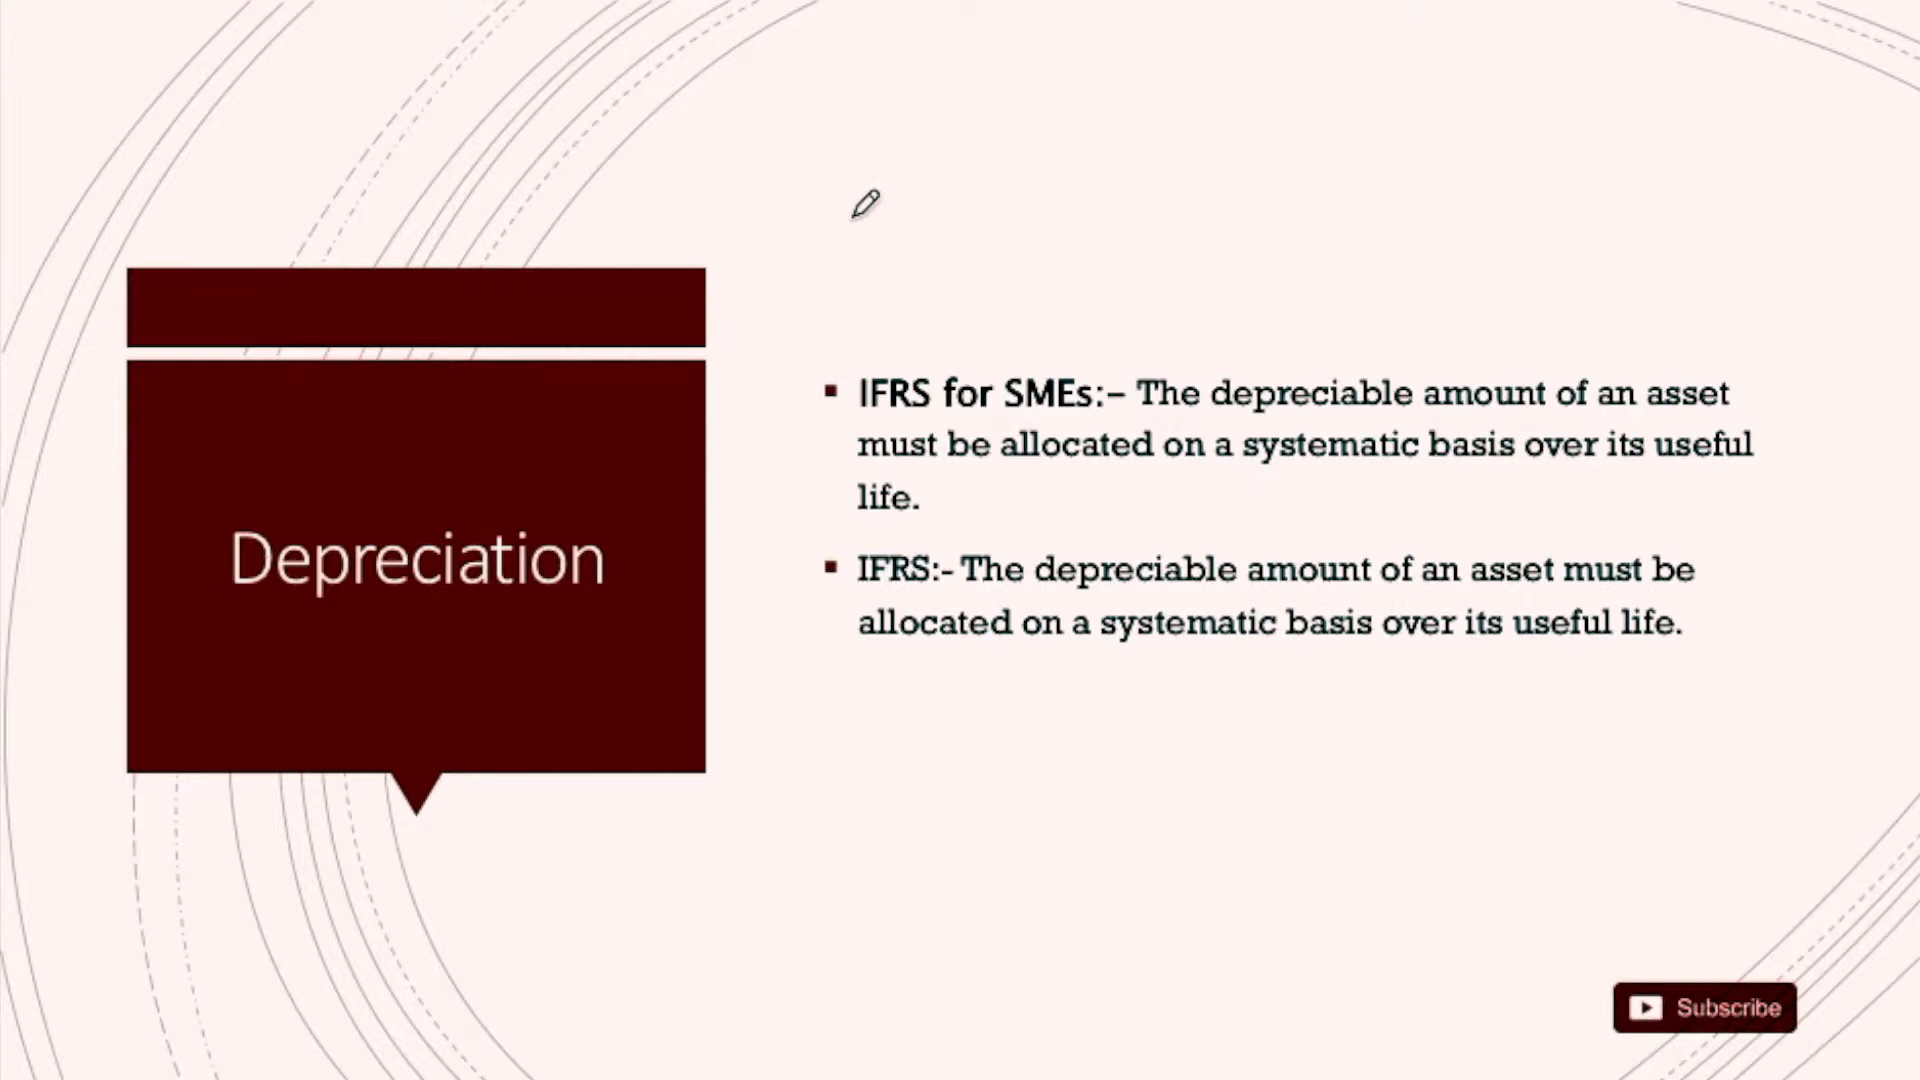 Depreciation
IFRS for SMEs:– The depreciable amount of an asset
must be allocated on a systematic basis over its useful
life.
IFRS:- The depreciable amount of an asset must be
allocated on a systematic basis over its useful life.
Subscribe